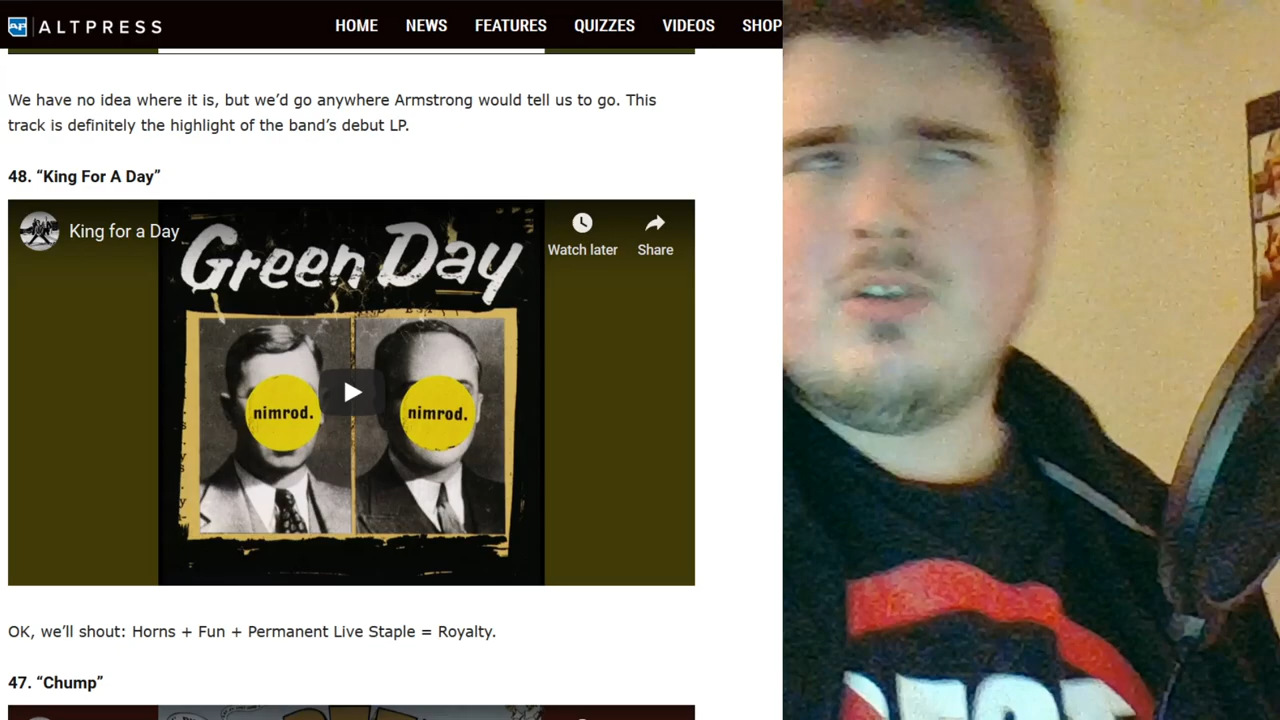 AP ALTPRESS
HOME NEWS FEATURES QUIZZES VIDEOS SHOP
We have no idea where it is, but we’d go anywhere Armstrong would tell us to go. This
track is definitely the highlight of the band’s debut LP.
48. “King For A Day”
King for a Day
Watch later
Share
Green Day
nimrod.
nimrod.
OK, we’ll shout: Horns + Fun + Permanent Live Staple = Royalty.
47. “Chump”